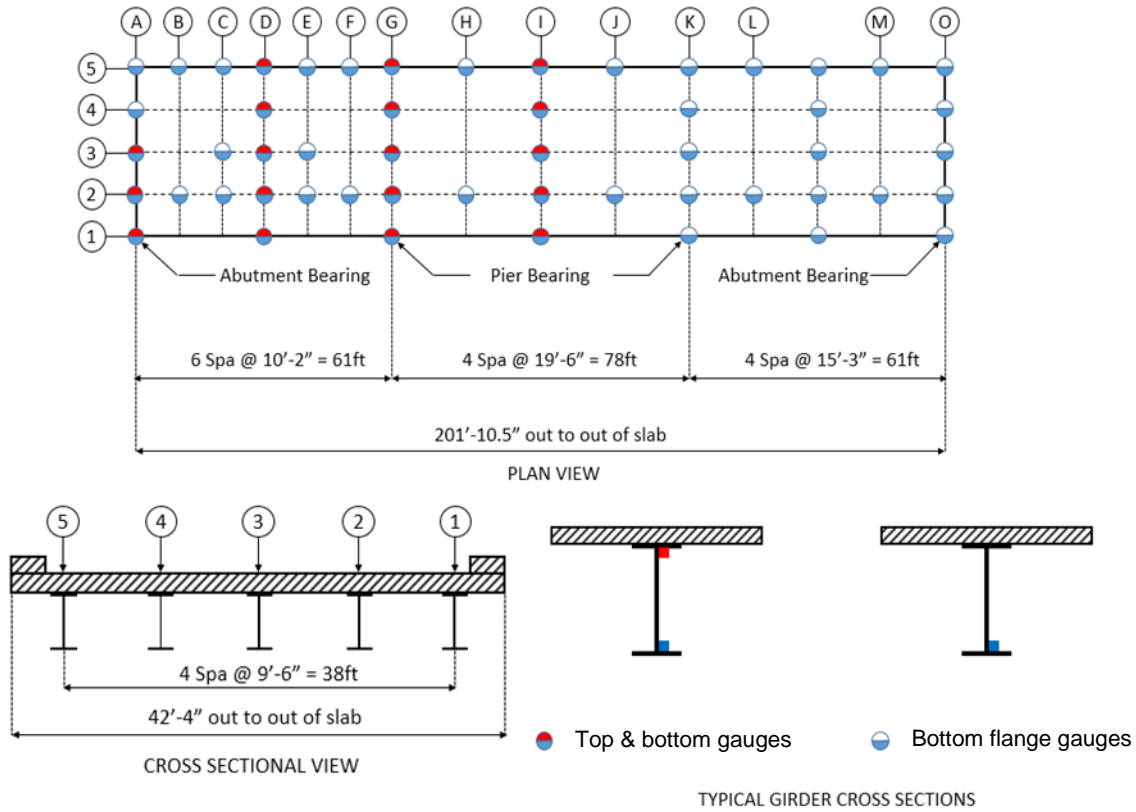 A B C D E F G H I J K L M O
5
4
3
2
1
Abutment Bearing
Pier Bearing
Abutment Bearing
6 Spa @ 10’-2” = 61ft
4 Spa @ 19’-6” = 78ft
4 Spa @ 15’-3” = 61ft
201’-10.5” out to out of slab
PLAN VIEW
5 4 3 2 1
4 Spa @ 9’-6” = 38ft
42’-4” out to out of slab
CROSS SECTIONAL VIEW
Top & bottom gauges
Bottom flange gauges
TYPICAL GIRDER CROSS SECTIONS